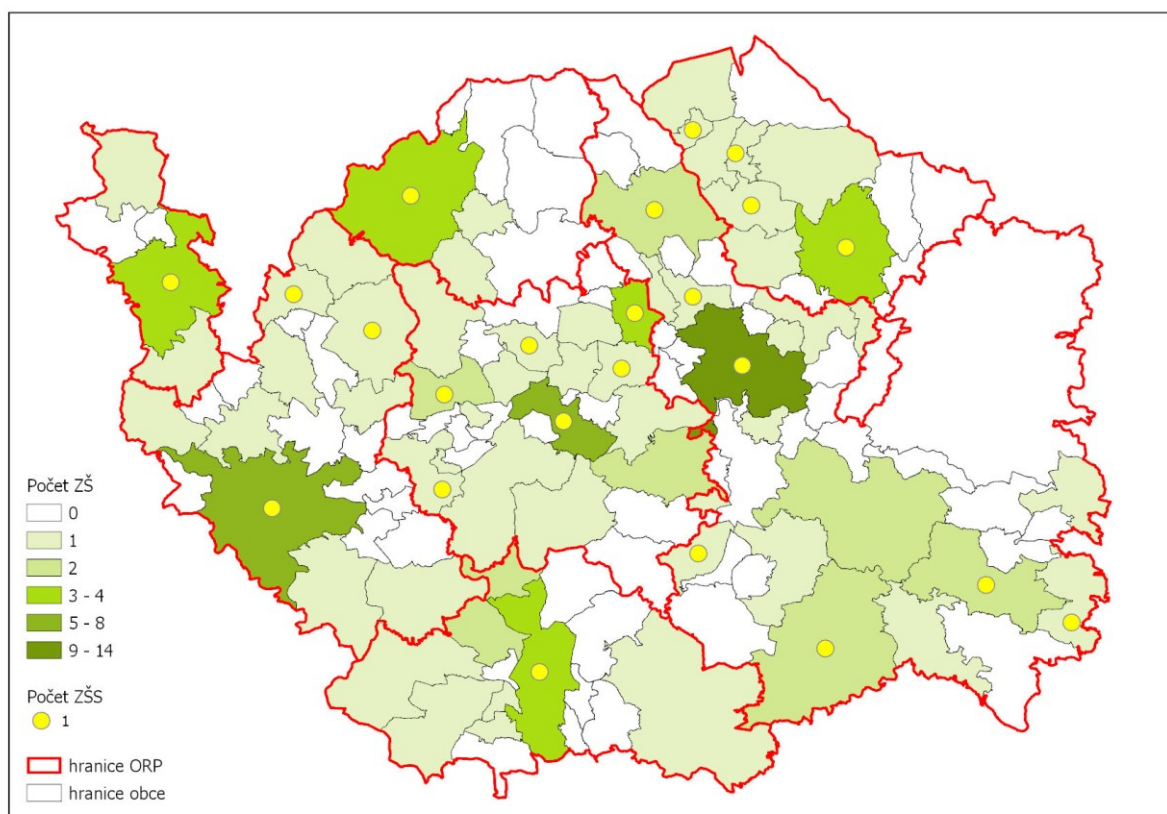 Počet ZŠ
0
1
2
3 - 4
5 - 8
9 - 14
Počet ZŠS
1
hranice ORP
hranice obce